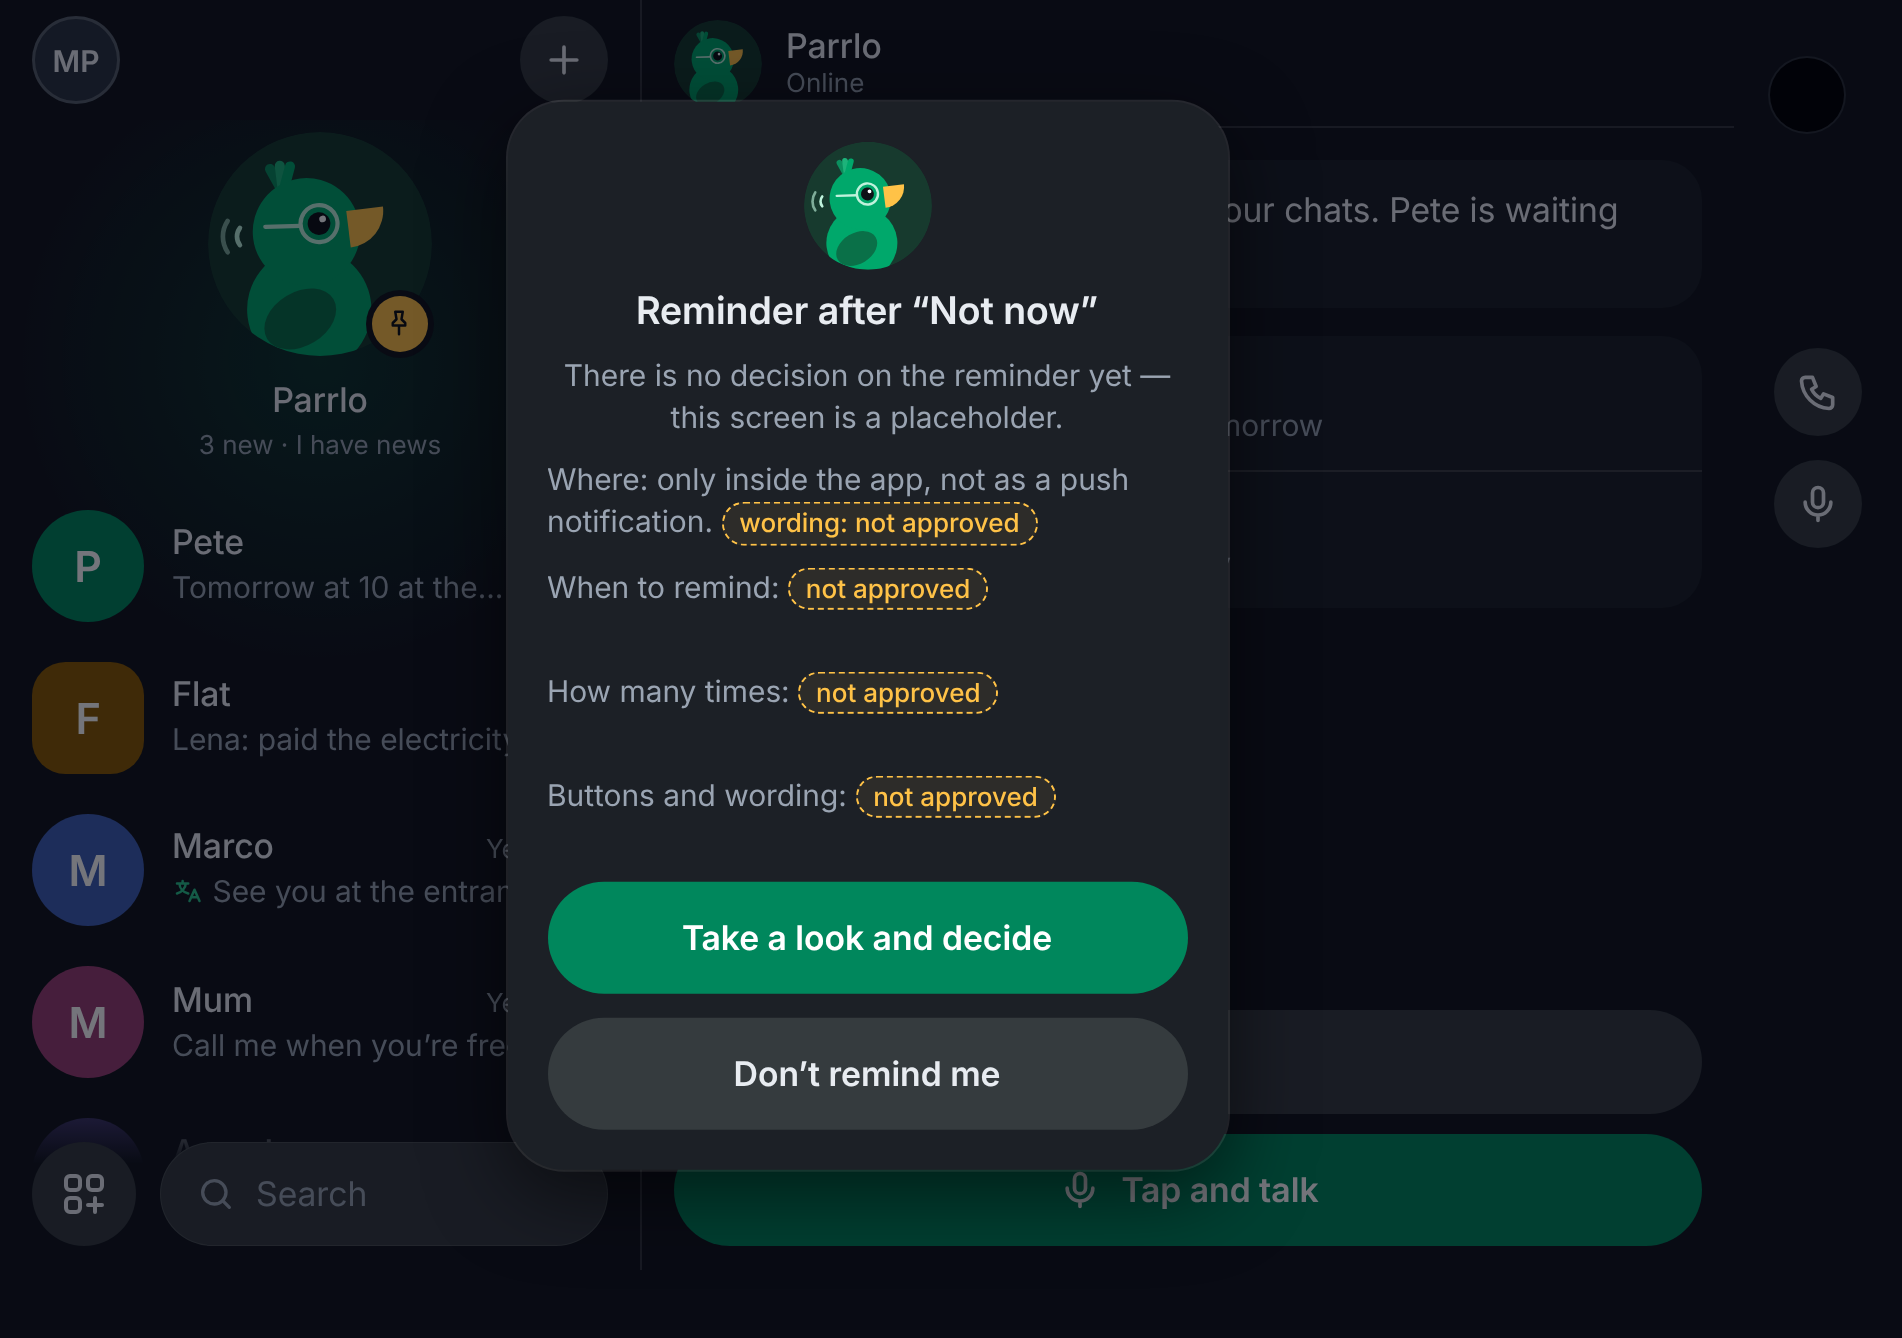 MP
Parrlo
Online
Parrlo
3 new · I have news
P
Pete
Tomorrow at 10 at the...
F
Flat
Lena: paid the electricity
M
Marco
See you at the
M
Mum
Call me when you’re
Search
our chats. Pete is waiting
Reminder after “Not now”
There is no decision on the reminder yet —
this screen is a placeholder.
Where: only inside the app, not as a push
notification. wording: not approved
When to remind: not approved
How many times: not approved
Buttons and wording: not approved
Take a look and decide
Don’t remind me
Tap and talk